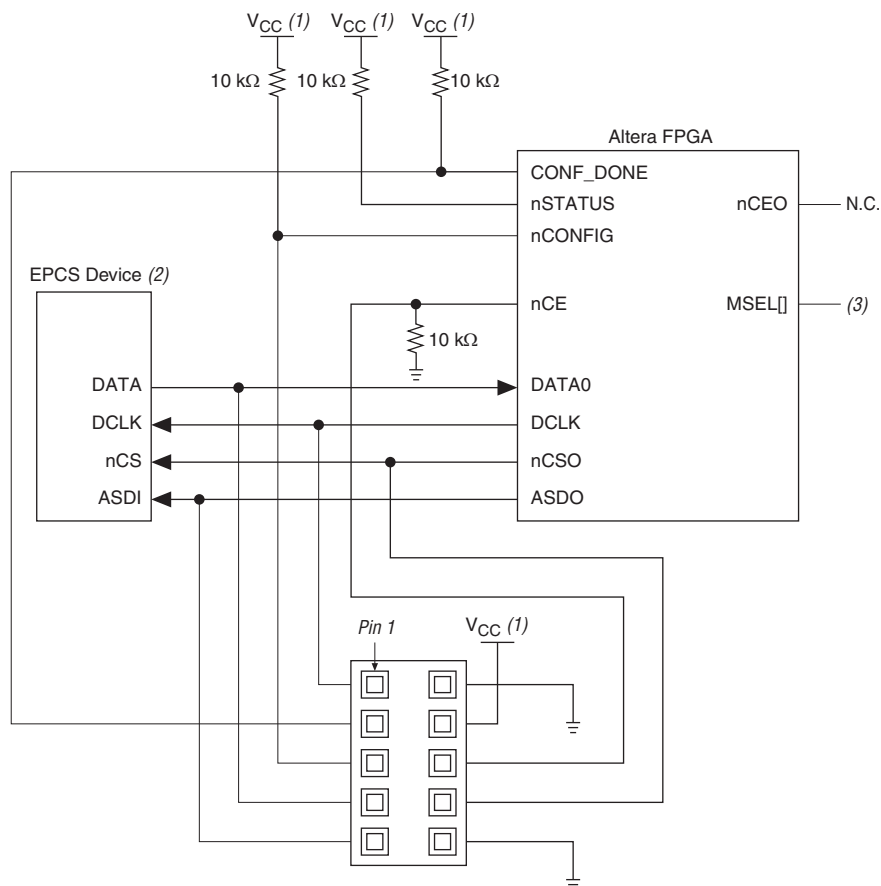 VCC (1) VCC (1) VCC (1)
10 kΩ 10 kΩ 10 kΩ
Altera FPGA
CONF_DONE
nSTATUS nCEO N.C.
nCONFIG
EPCS Device (2)
nCE MSEL[] (3)
10 kΩ
DATA DATA0
DCLK DCLK
nCS nCSO
ASDI ASDO
Pin 1 VCC (1)